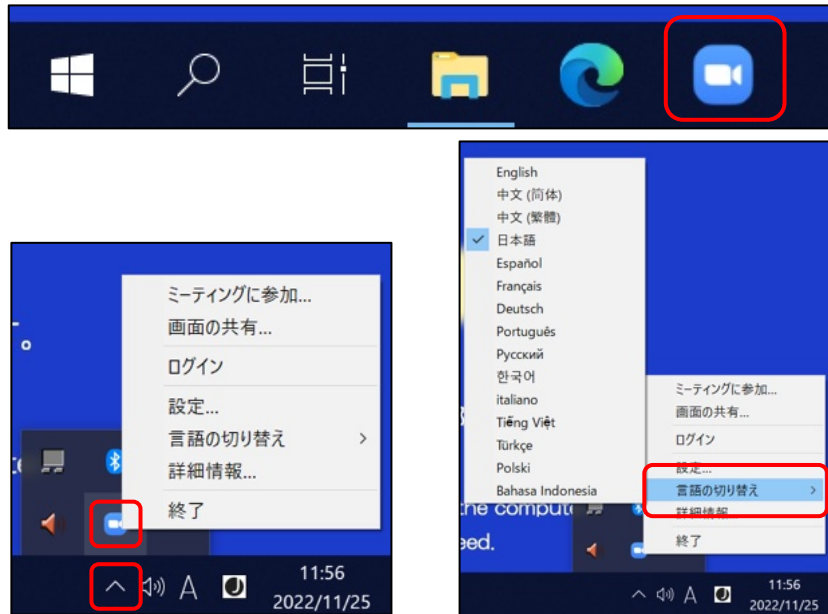 ミーティングに参加...
画面の共有...
ログイン
設定...
言語の切り替え
詳細情報...
終了
す。
A
11:56
2022/11/25
English
中文 (简体)
中文 (繁體)
日本語
Español
Français
Deutsch
Português
Русский
한국어
italiano
Tiếng Việt
Türkçe
Polski
Bahasa Indonesia
ミーティングに参加...
画面の共有...
ログイン
設定...
言語の切り替え
詳細情報...
終了
the compute
eed.
A
11:56
2022/11/25